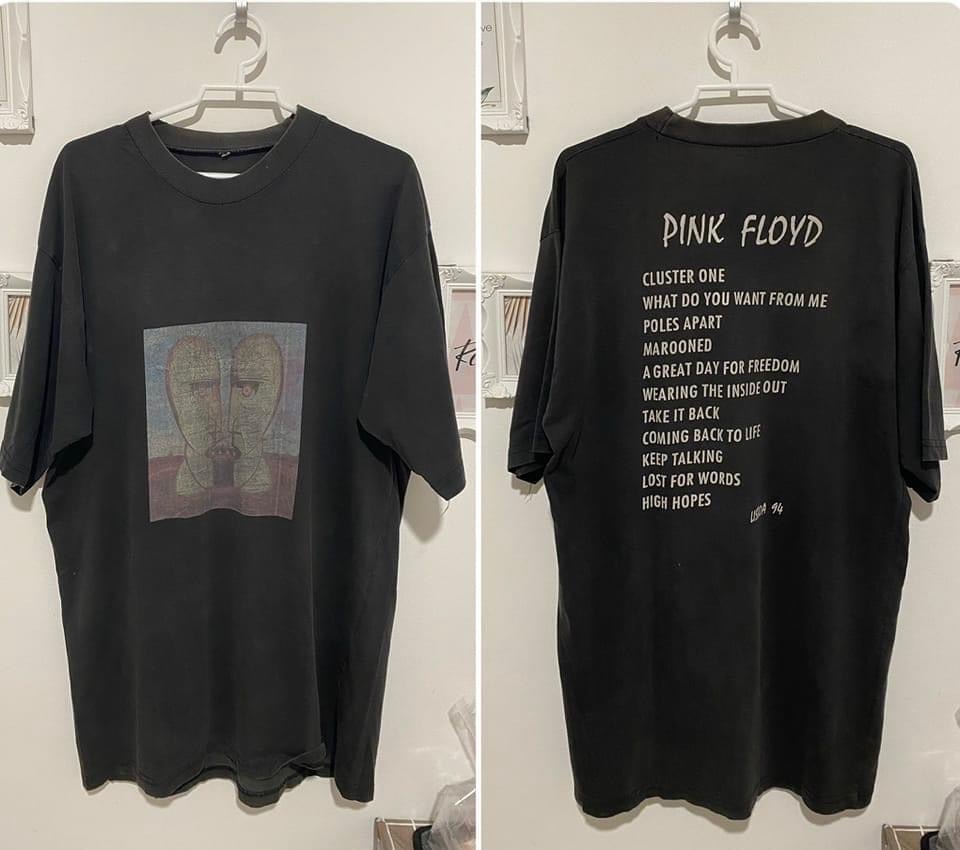 PINK FLOYD
CLUSTER ONE
WHAT DO YOU WANT FROM ME
POLES APART
MAROONED
A GREAT DAY FOR FREEDOM
WEARING THE INSIDE OUT
TAKE IT BACK
COMING BACK TO LIFE
KEEP TALKING
LOST FOR WORDS
HIGH HOPES
94